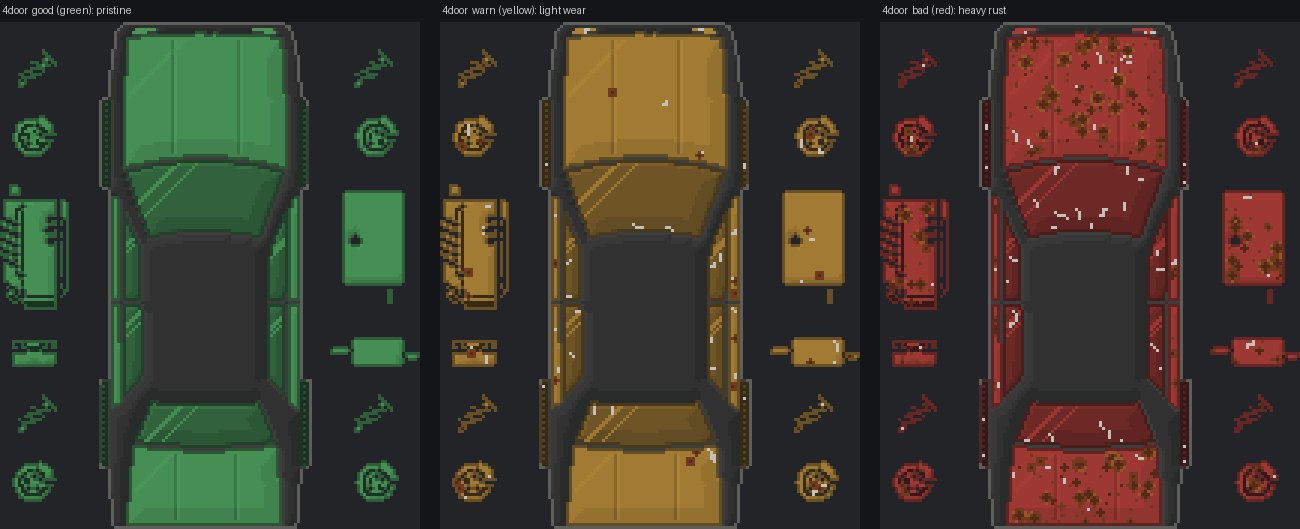 4door good (green): pristine
4door warn (yellow): light wear
4door bad (red): heavy rust